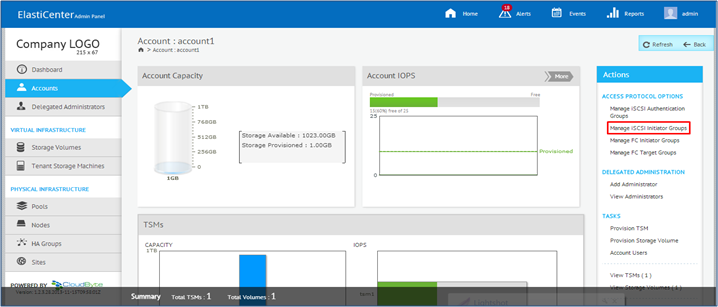 ElastiCenter Admin Panel
Home
18
Alerts
Events
Reports
admin
Company LOGO
215 x 67
Dashboard
Accounts
Delegated Administrators
VIRTUAL INFRASTRUCTURE
Storage Volumes
Tenant Storage Machines
PHYSICAL INFRASTRUCTURE
Pools
Nodes
HA Groups
Sites
POWERED BY CloudByte
Account : account1
> Account : account1
Refresh
Back
Account Capacity
1TB
768GB
512GB
256GB
0
1GB
Storage Available : 1023.00GB
Storage Provisioned : 1.00GB
Account IOPS
More
Provisioned
Free
15(60%) free of 25
25
Provisioned
0
TSMs
CAPACITY
1TB
IOPS
Actions
ACCESS PROTOCOL OPTIONS
Manage iSCSI Authentication
Groups
Manage iSCSI Initiator Groups
Manage FC Initiator Groups
Manage FC Target Groups
DELEGATED ADMINISTRATION
Add Administrator
View Administrators
TASKS
Provision TSM
Provision Storage Volume
Account Users
View TSMs ( 1 )
View Storage Volumes ( 1 )
Summary
Total TSMs : 1
Total Volumes : 1